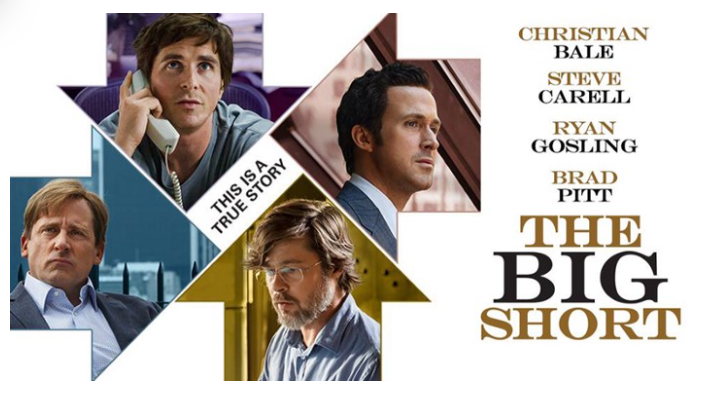 THIS IS A
TRUE STORY
CHRISTIAN
BALE
STEVE
CARELL
RYAN
GOSLING
BRAD
PITT
THE
BIG
SHORT